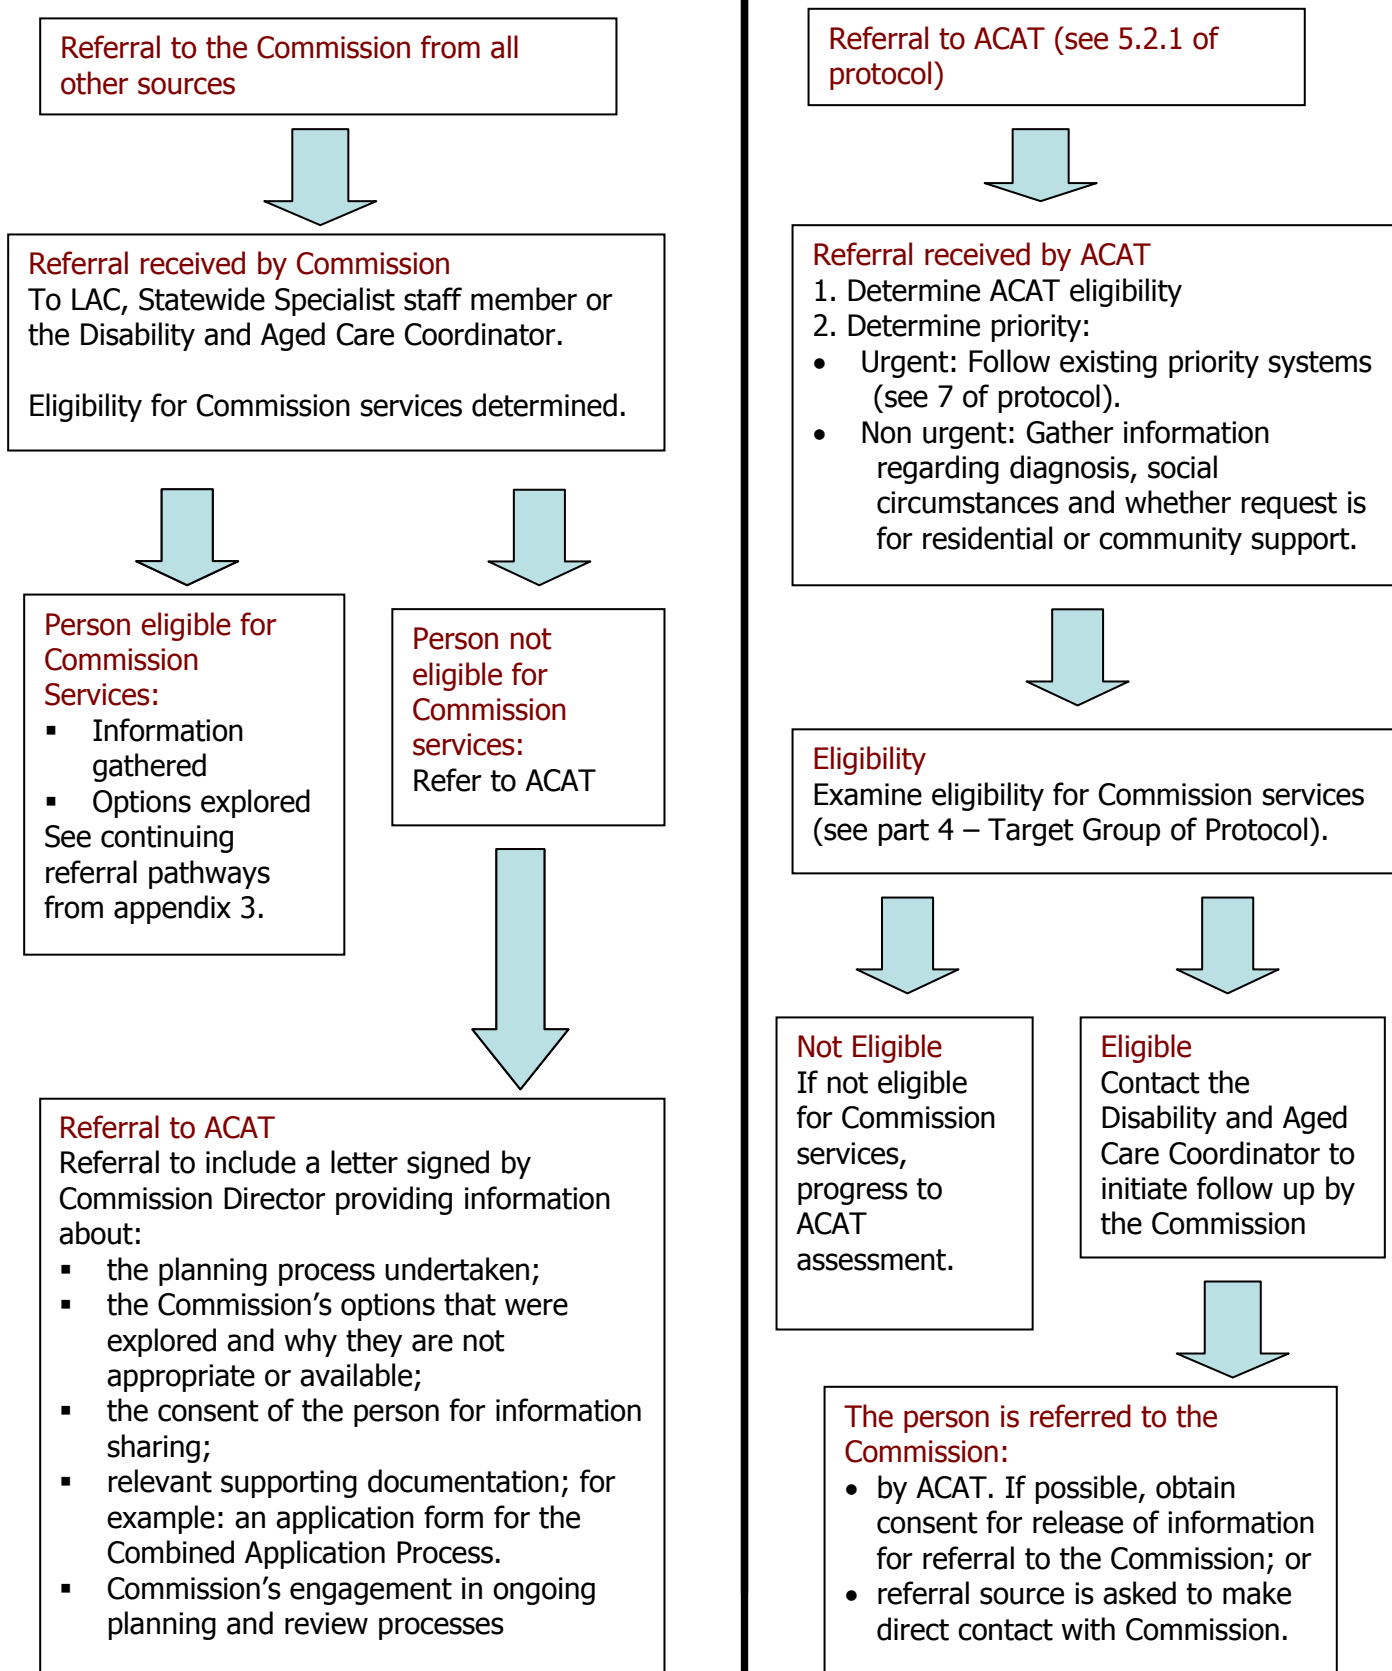 Referral to the Commission from all
other sources
Referral received by Commission
To LAC, Statewide Specialist staff member or
the Disability and Aged Care Coordinator.
Eligibility for Commission services determined.
Person eligible for
Commission
Services:
▪ Information
gathered
▪ Options explored
See continuing
referral pathways
from appendix 3.
Person not
eligible for
Commission
services:
Refer to ACAT
Referral to ACAT
Referral to include a letter signed by
Commission Director providing information
about:
▪ the planning process undertaken;
▪ the Commission’s options that were
explored and why they are not
appropriate or available;
▪ the consent of the person for information
sharing;
▪ relevant supporting documentation; for
example: an application form for the
Combined Application Process.
▪ Commission’s engagement in ongoing
planning and review processes
Referral to ACAT (see 5.2.1 of
protocol)
Referral received by ACAT
1. Determine ACAT eligibility
2. Determine priority:
• Urgent: Follow existing priority systems
(see 7 of protocol).
• Non urgent: Gather information
regarding diagnosis, social
circumstances and whether request is
for residential or community support.
Eligibility
Examine eligibility for Commission services
(see part 4 – Target Group of Protocol).
Not Eligible
If not eligible
for Commission
services,
progress to
ACAT
assessment.
Eligible
Contact the
Disability and Aged
Care Coordinator to
initiate follow up by
the Commission
The person is referred to the
Commission:
• by ACAT. If possible, obtain
consent for release of information
for referral to the Commission; or
• referral source is asked to make
direct contact with Commission.